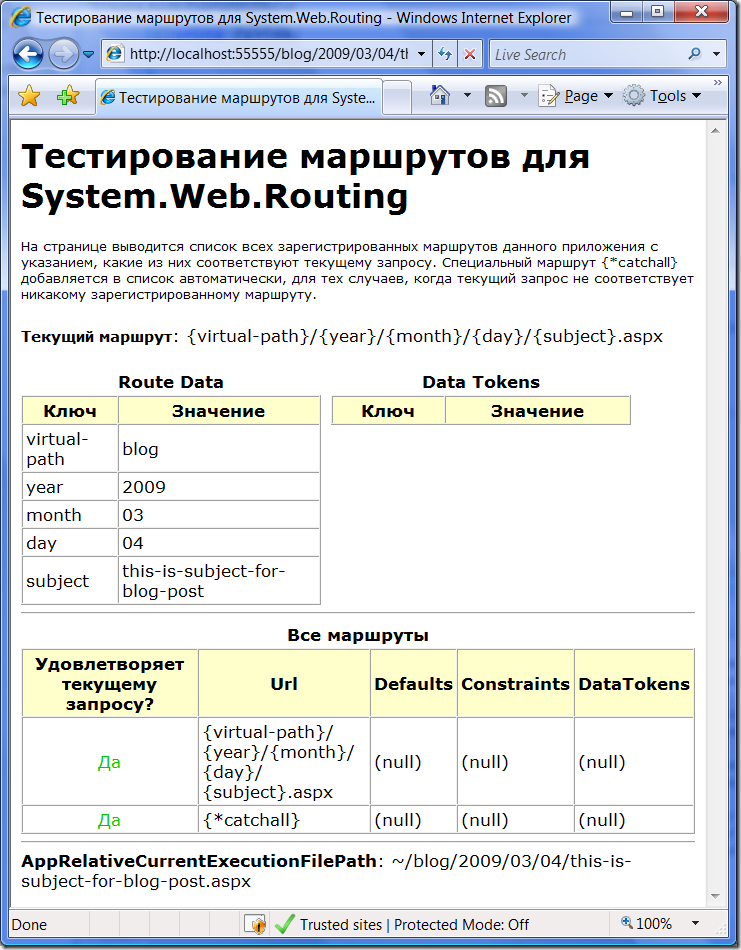 Тестирование маршрутов для System.Web.Routing - Windows Internet Explorer
http://localhost:55555/blog/2009/03/04/tl
Live Search
Тестирование маршрутов для Syste...
Page
Tools
»
Тестирование маршрутов для
System.Web.Routing
На странице выводится список всех зарегистрированных маршрутов данного приложения с
указанием, какие из них соответствуют текущему запросу. Специальный маршрут {*catchall}
добавляется в список автоматически, для тех случаев, когда текущий запрос не соответствует
никакому зарегистрированному маршруту.
Текущий маршрут: {virtual-path}/{year}/{month}/{day}/{subject}.aspx
Route Data
Ключ Значение
virtual-
path
blog
year 2009
month 03
day 04
subject
this-is-subject-for-
blog-post
Data Tokens
Ключ Значение
Все маршруты
Удовлетворяет
текущему
запросу?
Url
Defaults
Constraints
DataTokens
Да
{virtual-path}/
{year}/{month}/
{day}/
{subject}.aspx
(null)
(null)
(null)
Да
{*catchall}
(null)
(null)
(null)
AppRelativeCurrentExecutionFilePath: ~/blog/2009/03/04/this-is-
subject-for-blog-post.aspx
Done
Trusted sites | Protected Mode: Off
100%